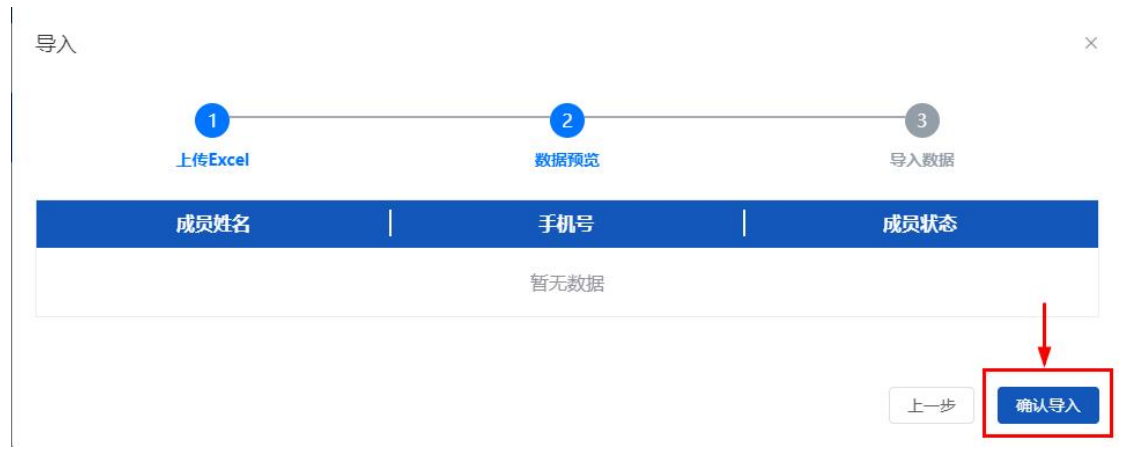 导入
1 2 3
上传Excel 数据预览 导入数据
成员姓名 手机号 成员状态
暂无数据
上一步 确认导入